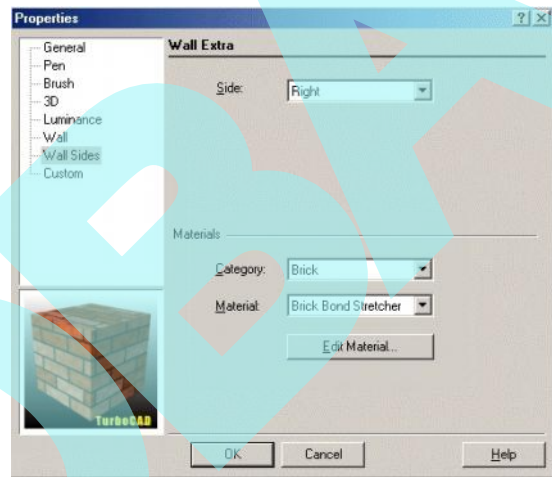 Properties
General
Pen
Brush
3D
Luminance
Wall
Wall Sides
Custom
Wall Extra
Side: Right
Materials
Category: Brick
Material: Brick Bond Stretcher
Edit Material...
TurboCAD
OK Cancel Help